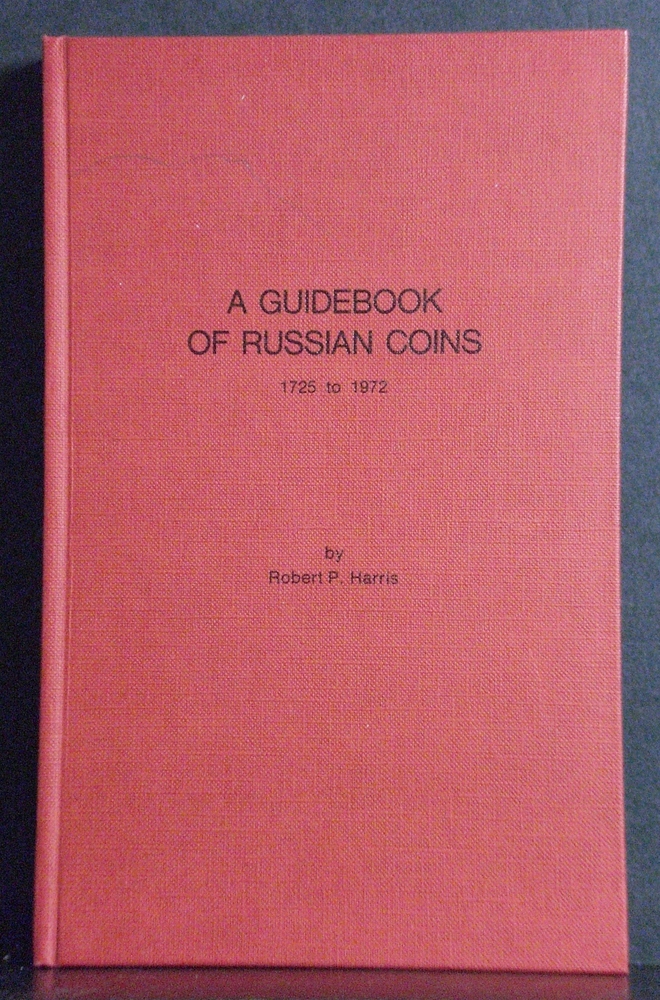 A GUIDEBOOK
OF RUSSIAN COINS
1725 to 1972
by
Robert P. Harris